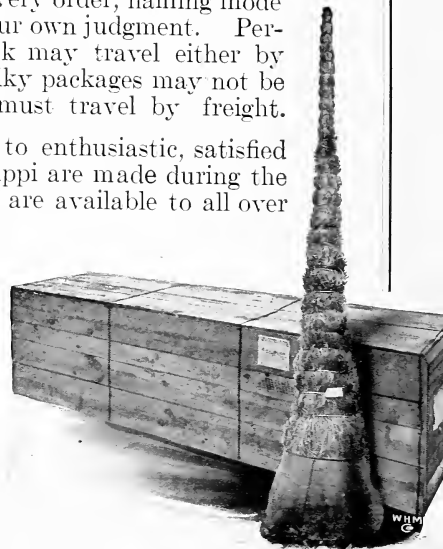 ery order, naming mode
ur own judgment. Per-
k may travel either by
ky packages may not be
must travel by freight.
to enthusiastic, satisfied
ppi are made during the
are available to all over
WHM